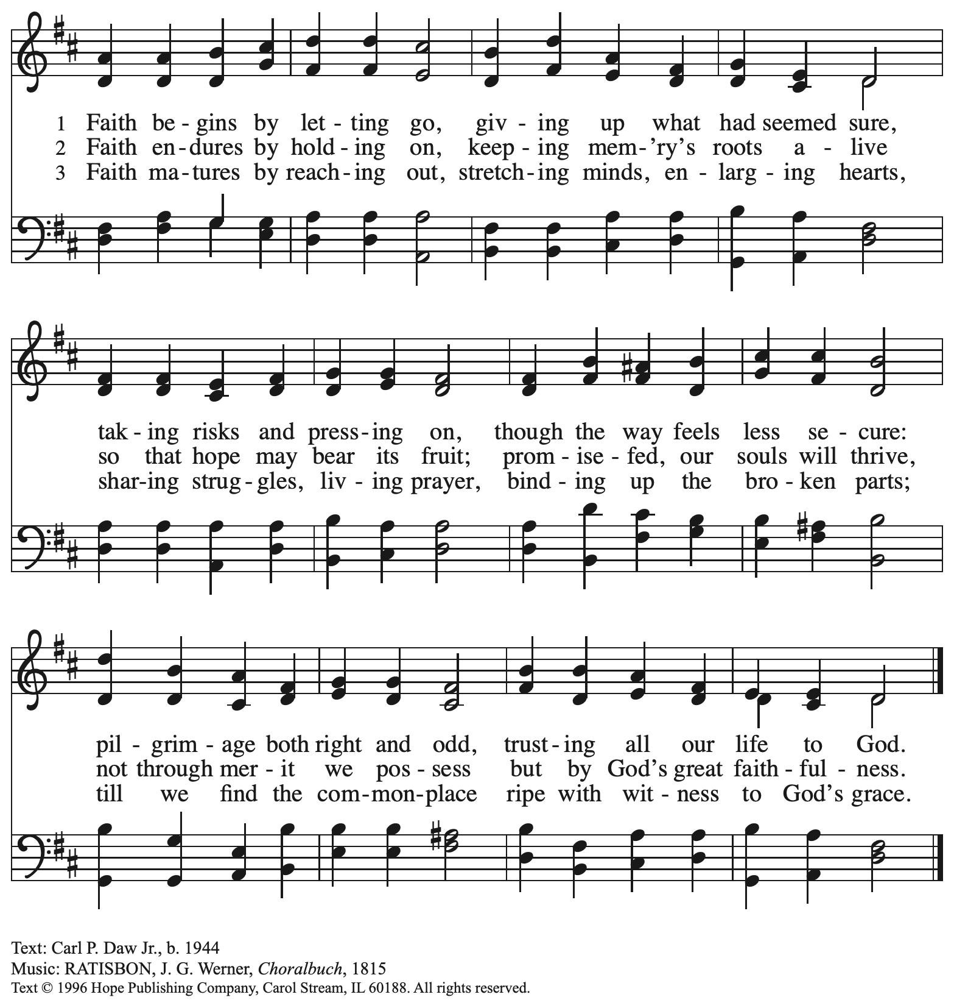 1 Faith be - gins by let - ting go, giv - ing up what had seemed sure,
2 Faith en - dures by hold - ing on, keep - ing mem - ’ry’s roots a - live
3 Faith ma - tures by reach - ing out, stretch - ing minds, en - larg - ing hearts,
tak - ing risks and press - ing on, though the way feels less se - cure:
so that hope may bear its fruit; prom - ise - fed, our souls will thrive,
shar - ing strug - gles, liv - ing prayer, bind - ing up the bro - ken parts;
pil - grim - age both right and odd, trust - ing all our life to God.
not through mer - it we pos - sess but by God’s great faith - ful - ness.
till we find the com - mon - place ripe with wit - ness to God’s grace.
Text: Carl P. Daw Jr., b. 1944
Music: RATISBON, J. G. Werner, Choralbuch, 1815
Text © 1996 Hope Publishing Company, Carol Stream, IL 60188. All rights reserved.